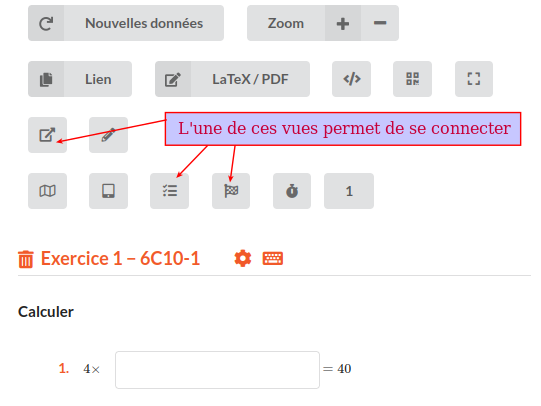 Nouvelles données Zoom
Lien LaTeX / PDF </>
L'une de ces vues permet de se connecter
1
Exercice 1 – 6C10-1
Calculer
1. 4× = 40